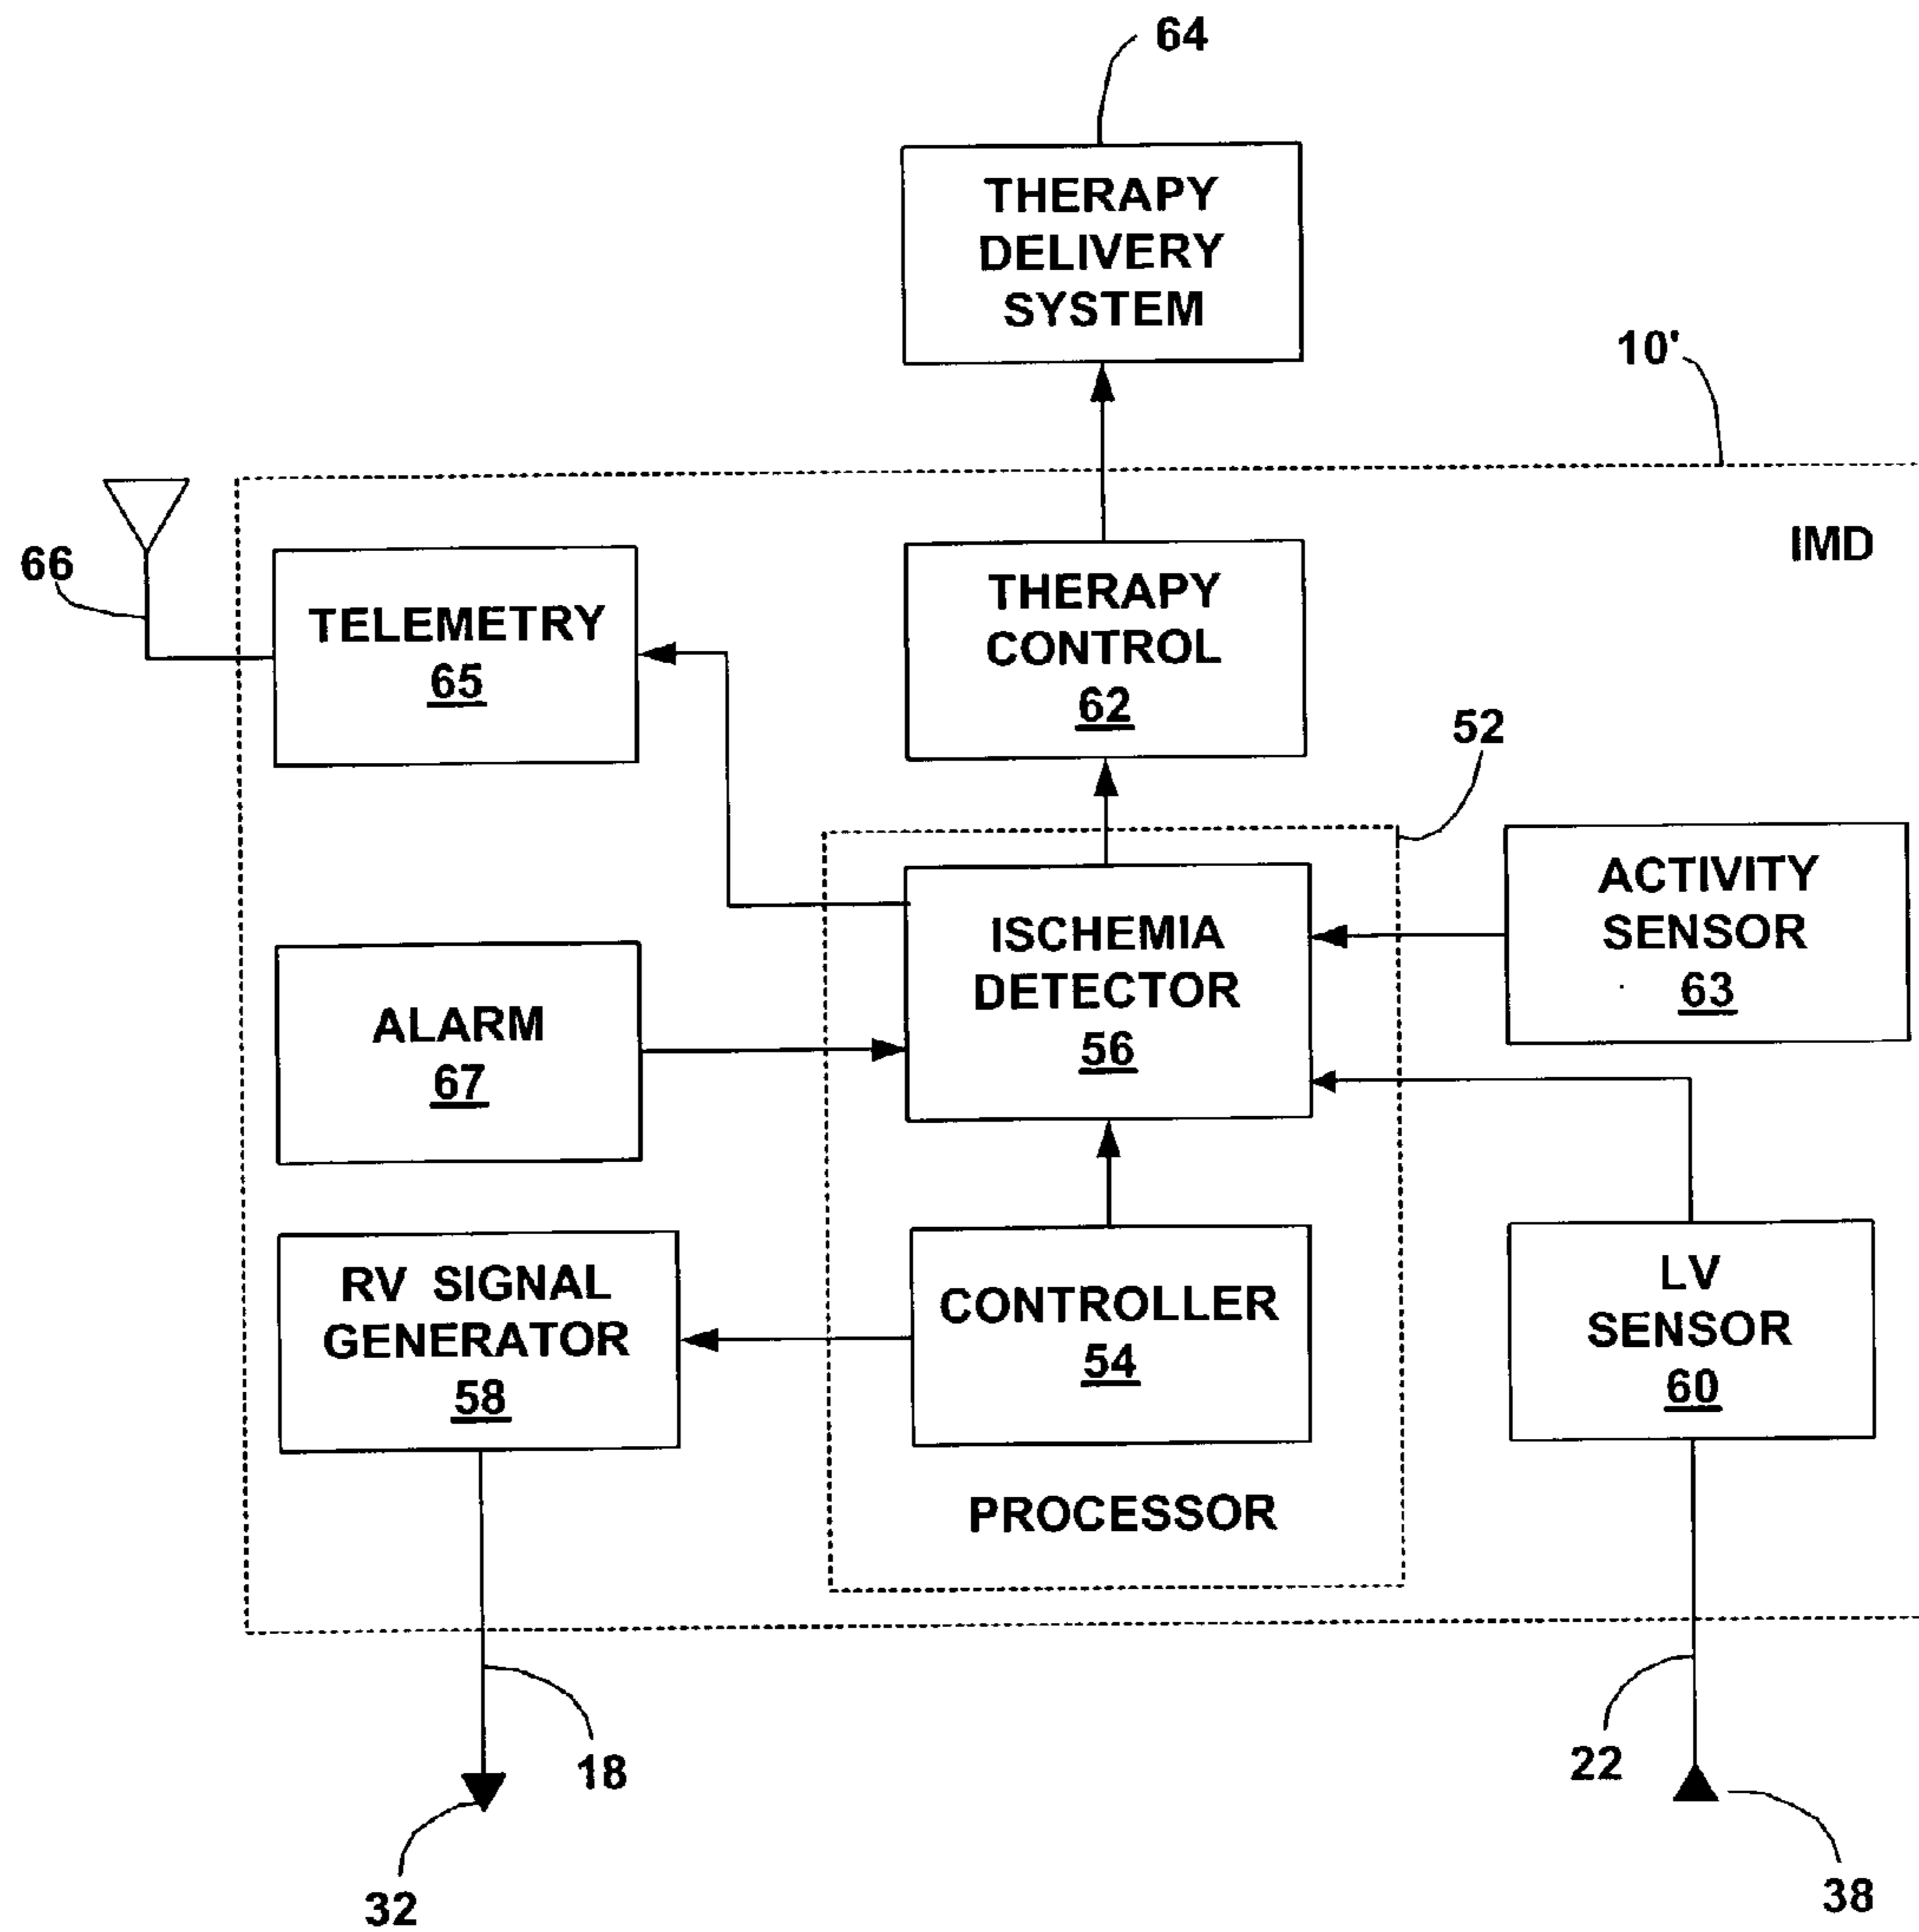 64
THERAPY
DELIVERY
SYSTEM
10'
IMD
66
TELEMETRY
65
THERAPY
CONTROL
62
52
ACTIVITY
SENSOR
63
ISCHEMIA
DETECTOR
56
ALARM
67
RV SIGNAL
GENERATOR
58
CONTROLLER
54
LV
SENSOR
60
PROCESSOR
18
22
32
38